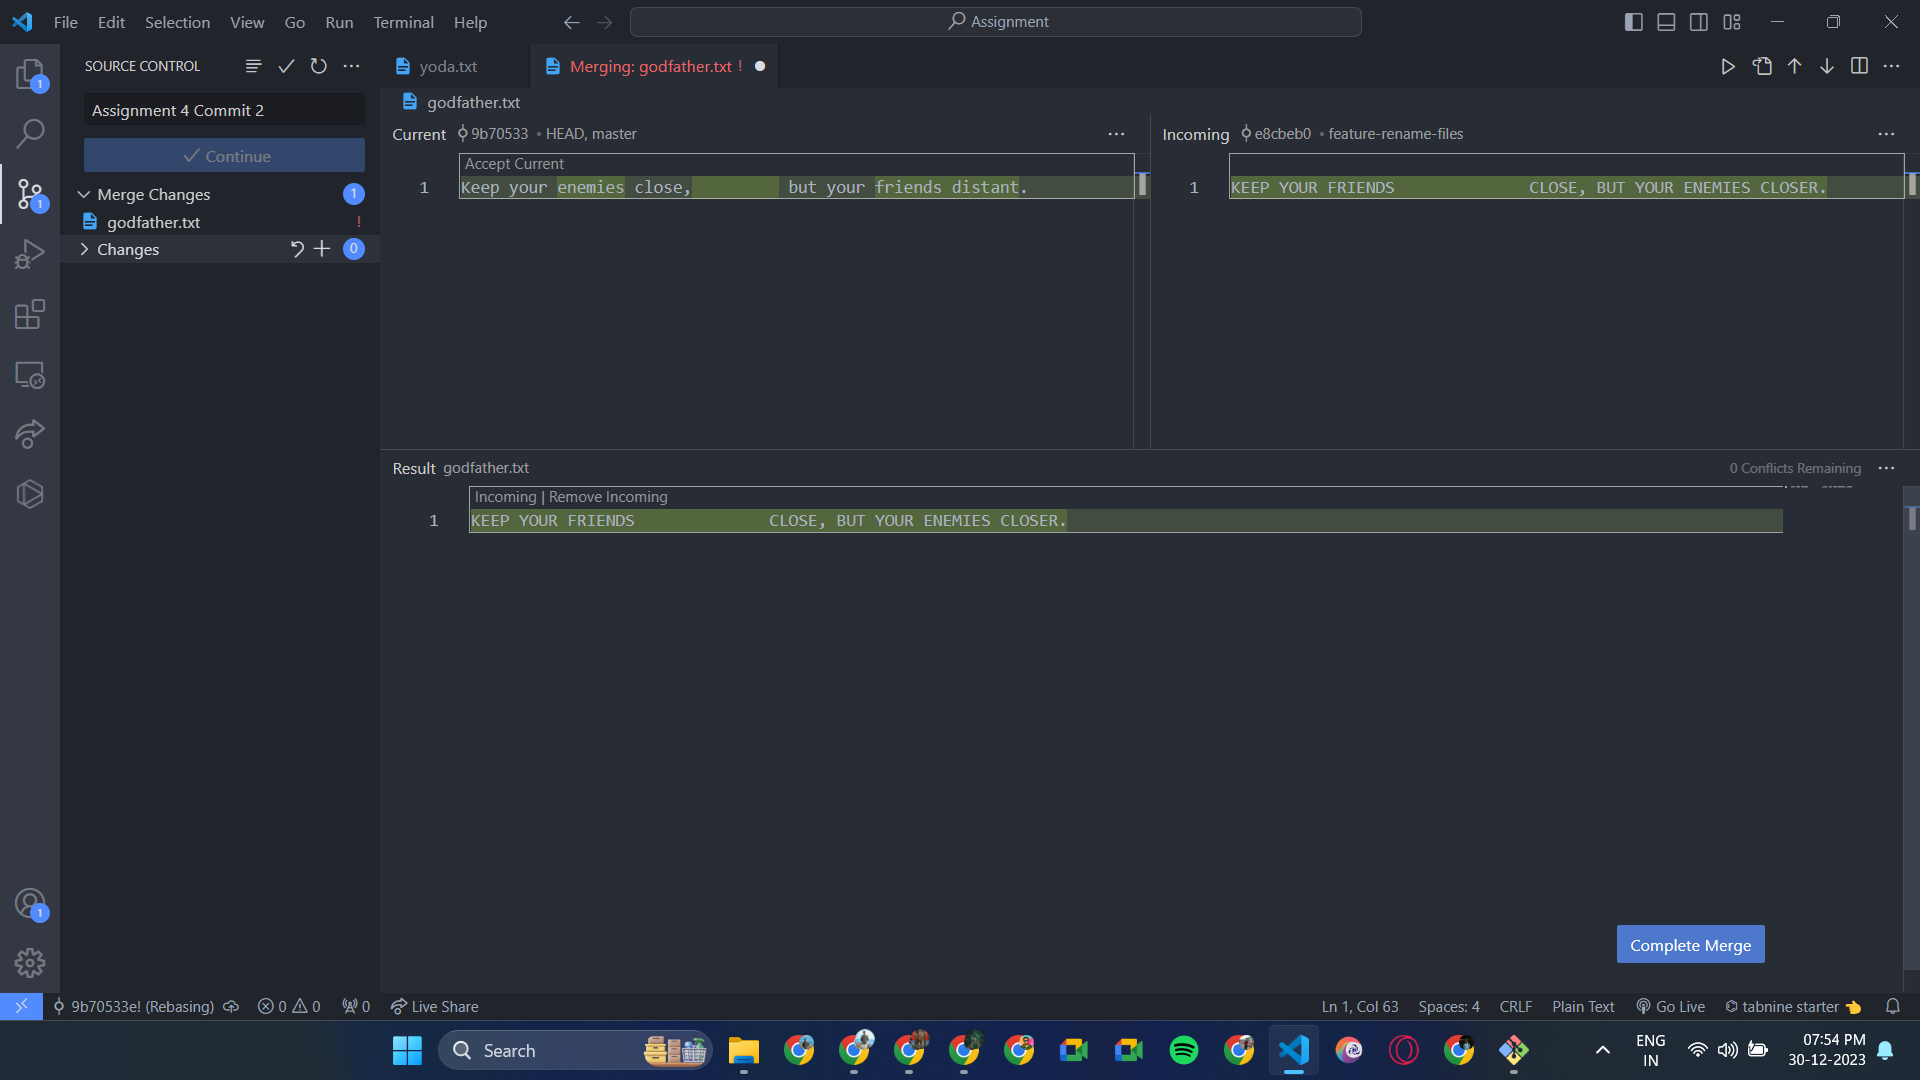 File Edit Selection View Go Run Terminal Help
Assignment
SOURCE CONTROL
yoda.txt
Merging: godfather.txt !
1
Assignment 4 Commit 2
Continue
Merge Changes 1
godfather.txt !
Changes 0
1
1
godfather.txt
Current 9b70533 • HEAD, master
Accept Current
1 Keep your enemies close, but your friends distant.
Incoming e8cbeb0 • feature-rename-files
1 KEEP YOUR FRIENDS CLOSE, BUT YOUR ENEMIES CLOSER.
Result godfather.txt
0 Conflicts Remaining
Incoming | Remove Incoming
1 KEEP YOUR FRIENDS CLOSE, BUT YOUR ENEMIES CLOSER.
Complete Merge
9b70533e! (Rebasing) 0 0 0 Live Share
Ln 1, Col 63 Spaces: 4 CRLF Plain Text Go Live tabnine starter
Search
ENG
IN
07:54 PM
30-12-2023